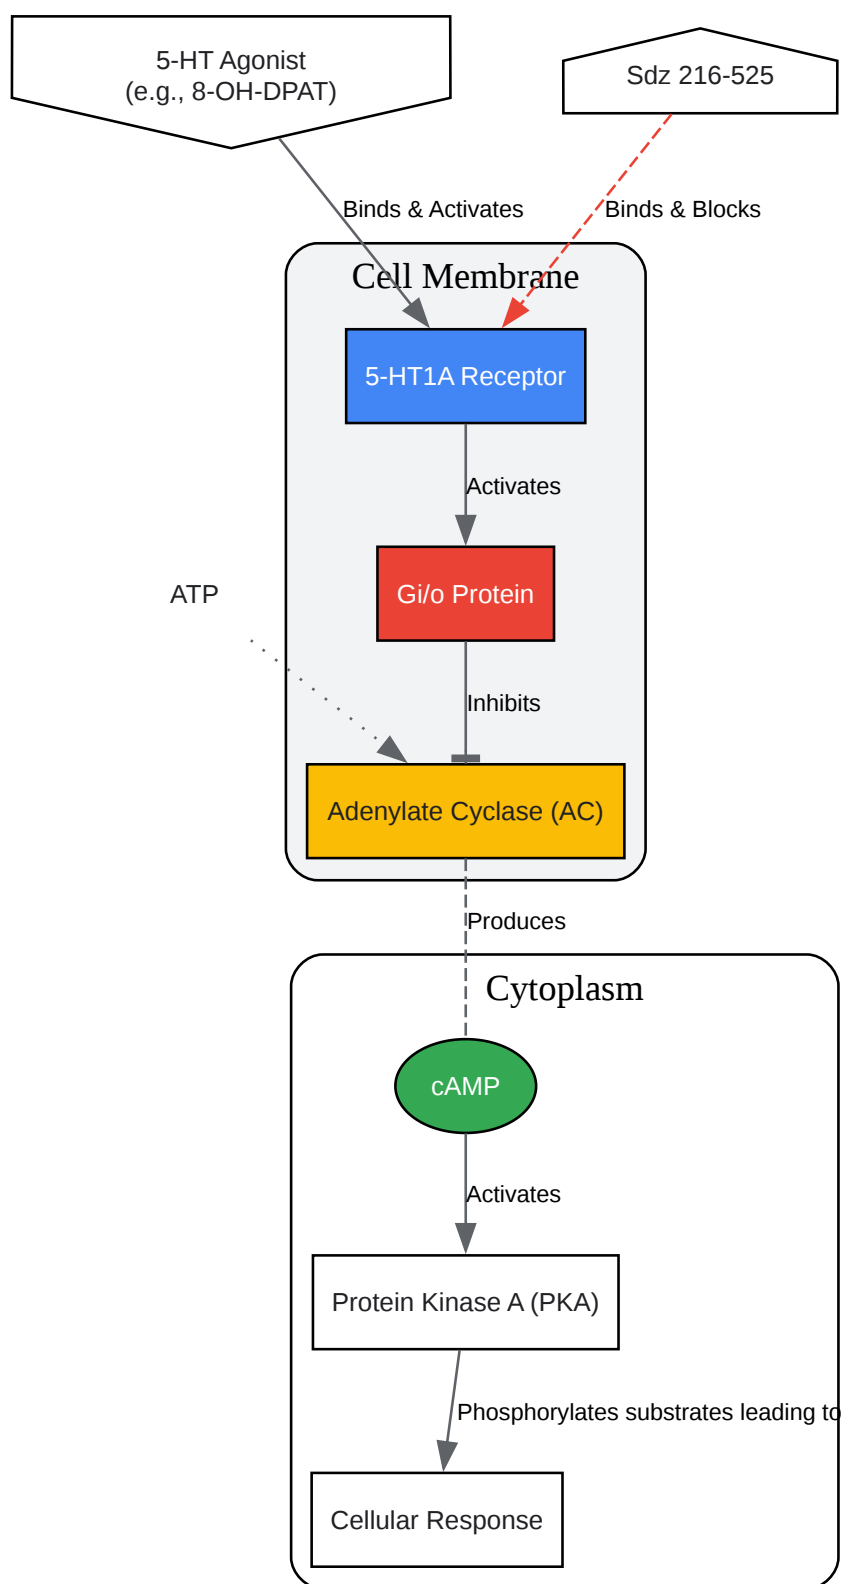 5-HT Agonist
(e.g., 8-OH-DPAT)
Sdz 216-525
Binds & Activates
Binds & Blocks
Cell Membrane
5-HT1A Receptor
Activates
ATP
Gi/o Protein
Inhibits
Adenylate Cyclase (AC)
Produces
Cytoplasm
cAMP
Activates
Protein Kinase A (PKA)
Phosphorylates substrates leading to
Cellular Response